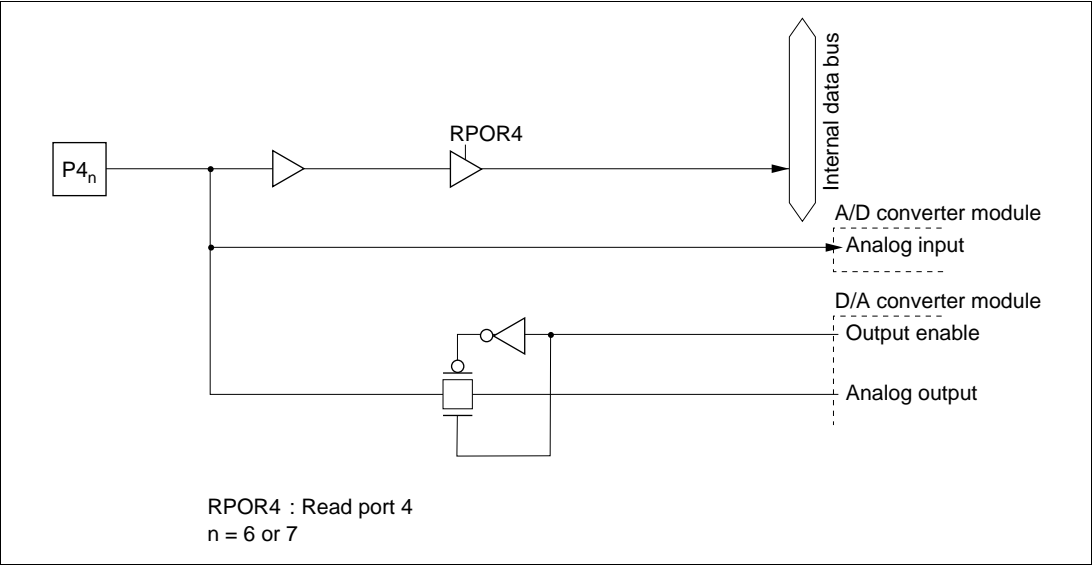 Internal data bus
RPOR4
P4n
A/D converter module
Analog input
D/A converter module
Output enable
Analog output
RPOR4 : Read port 4
n = 6 or 7